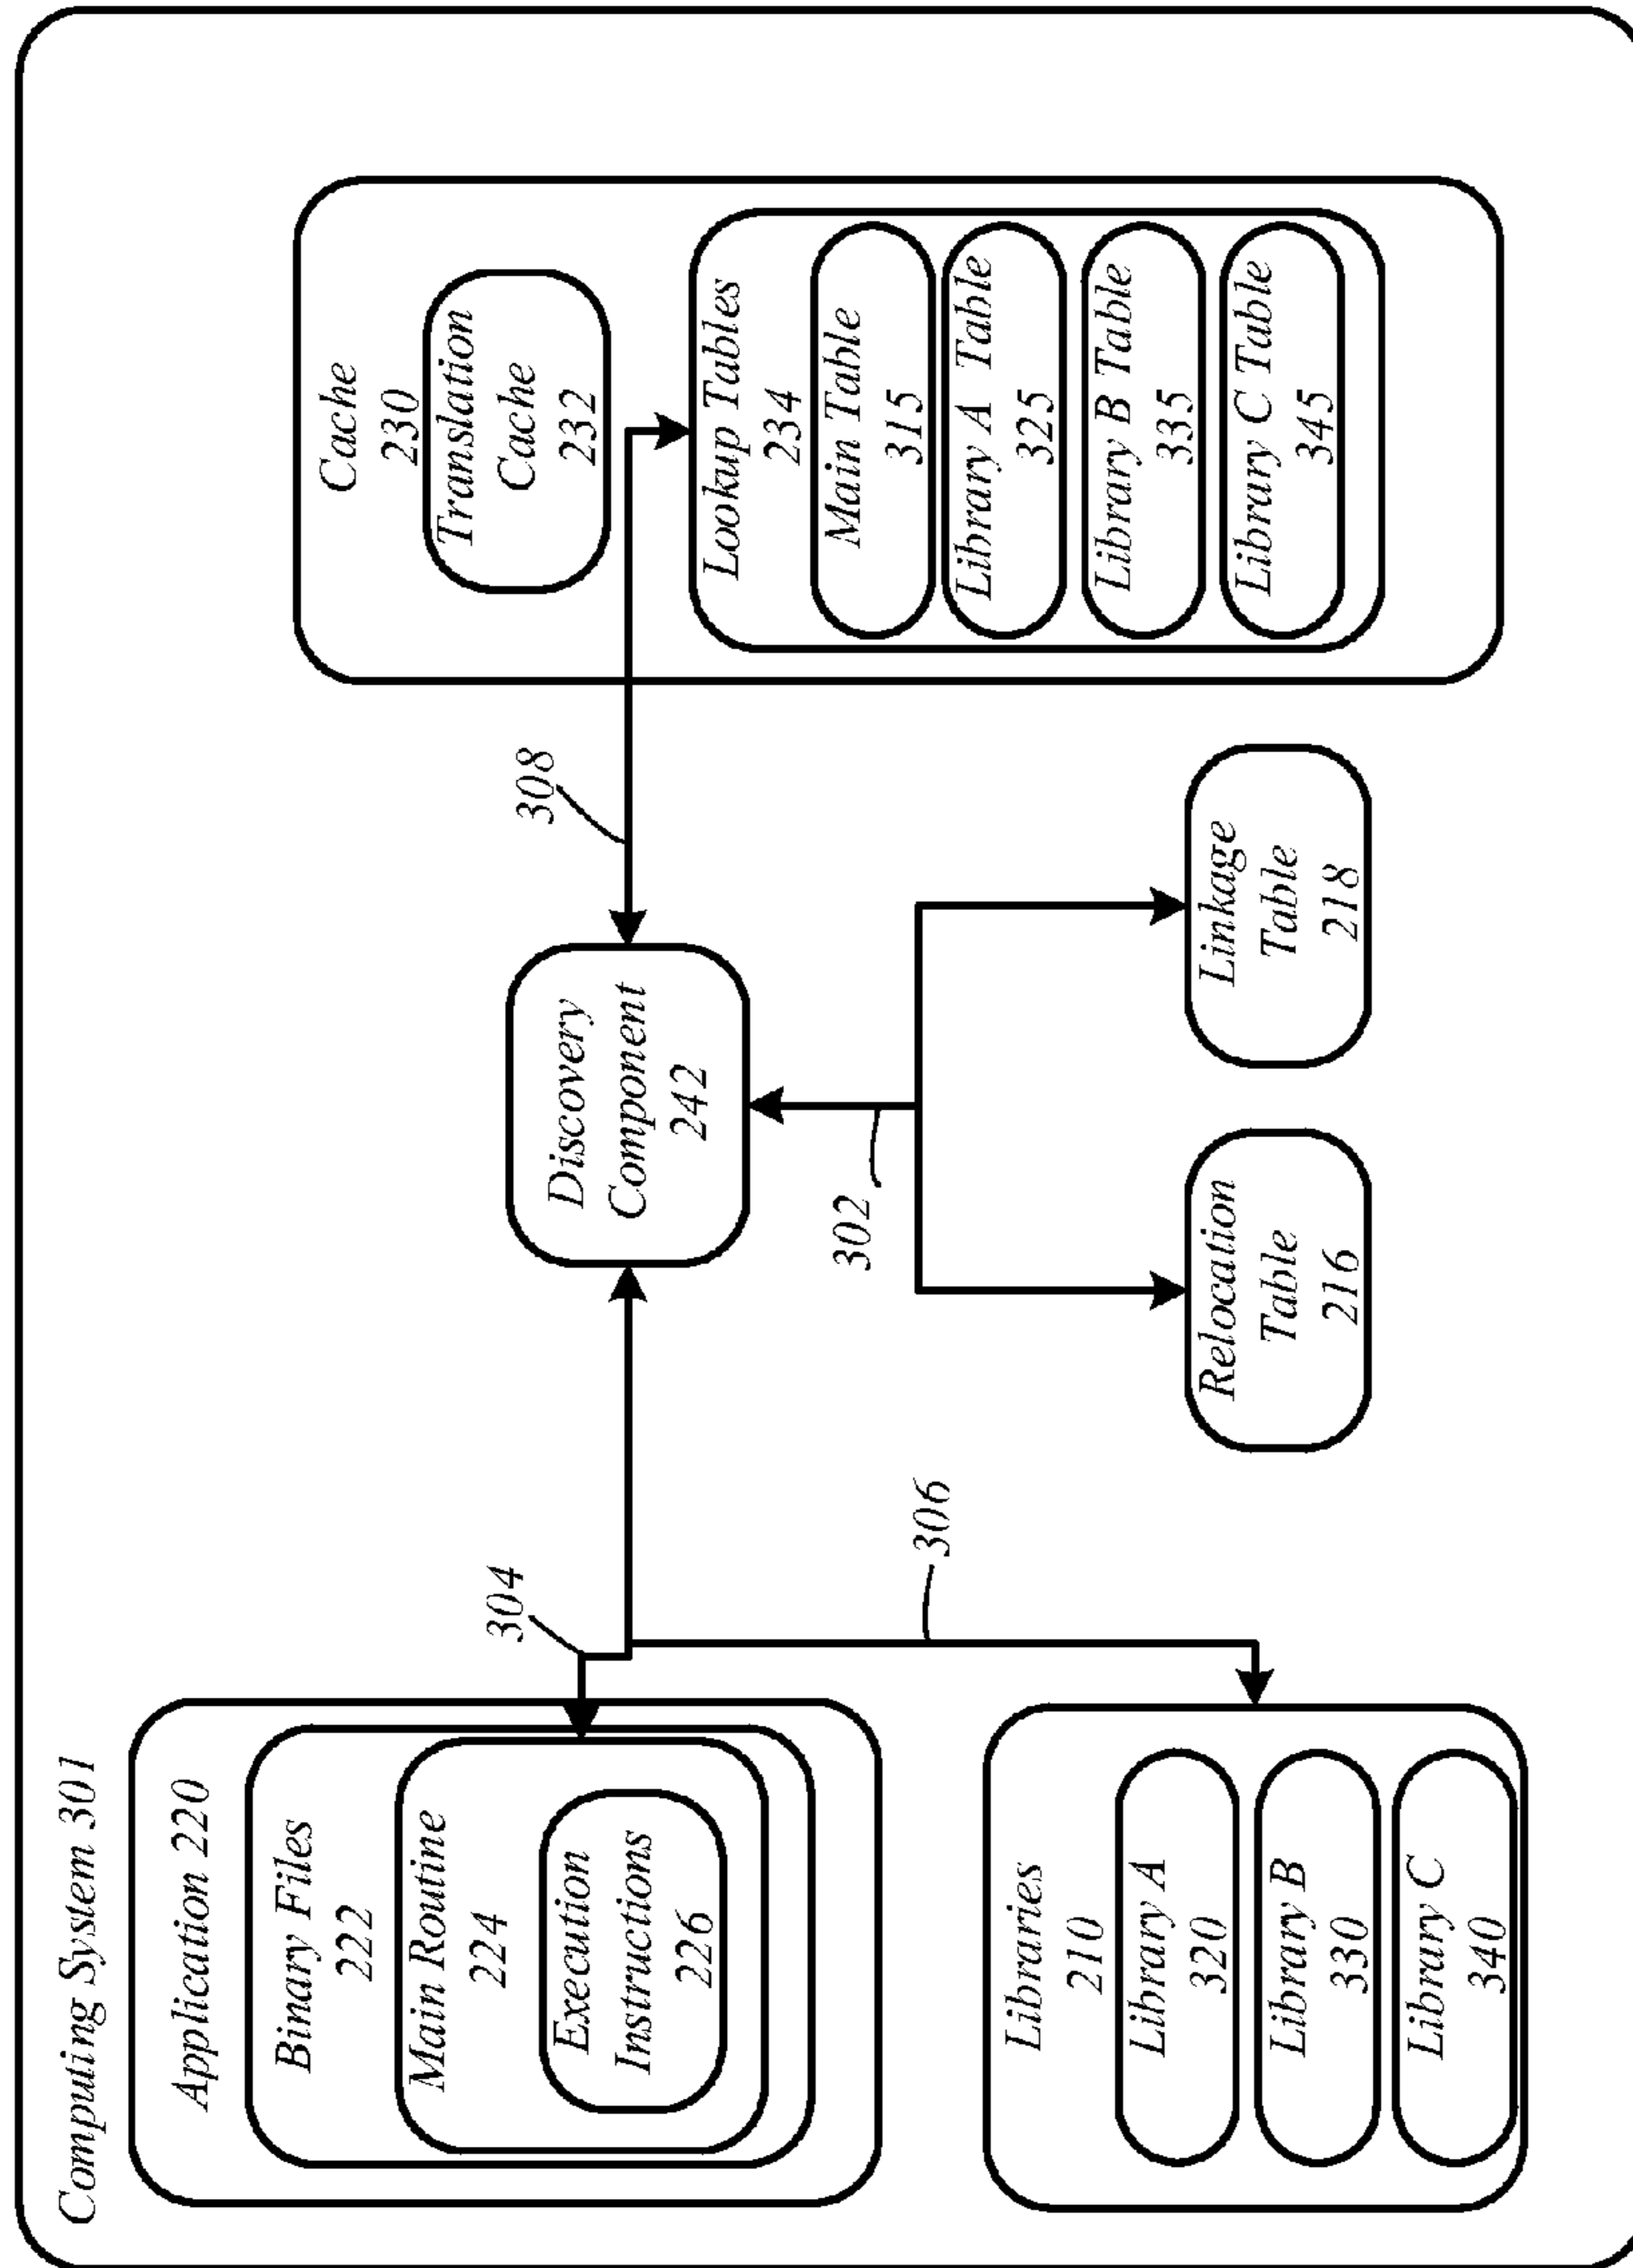 Computing System 301
Application 220
Binary Files
222
Main Routine
224
Execution
Instructions
226
Libraries
210
Library A
320
Library B
330
Library C
340
304
306
Discovery
Component
242
302
308
Relocation
Table
216
Linkage
Table
218
Cache
230
Translation
Cache
232
Lookup Tables
234
Main Table
315
Library A Table
325
Library B Table
335
Library C Table
345